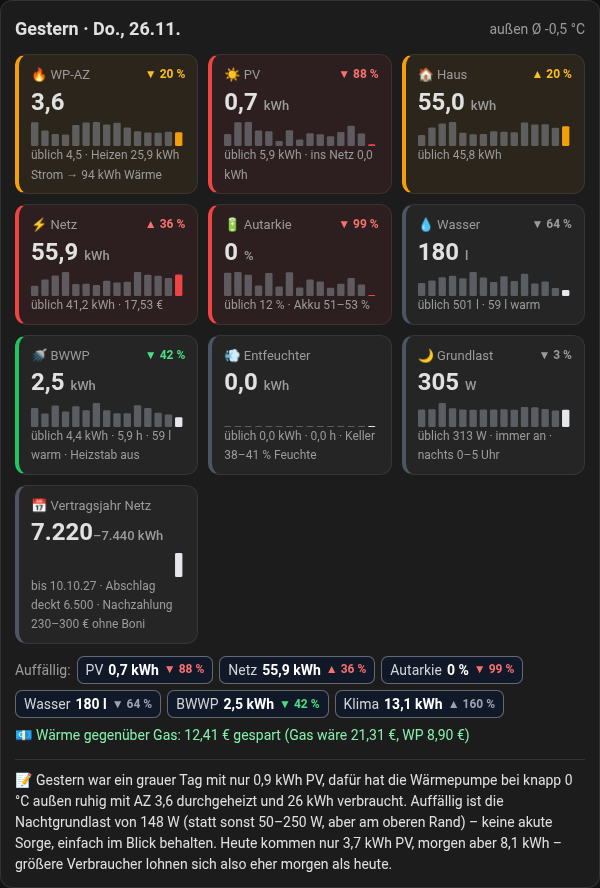 Gestern · Do., 26.11.
außen Ø -0,5 °C
🔥 WP-AZ ▼ 20 %
3,6
üblich 4,5 · Heizen 25,9 kWh
Strom → 94 kWh Wärme
☀️ PV ▼ 88 %
0,7 kWh
üblich 5,9 kWh · ins Netz 0,0
kWh
🏠 Haus ▲ 20 %
55,0 kWh
üblich 45,8 kWh
⚡ Netz ▲ 36 %
55,9 kWh
üblich 41,2 kWh · 17,53 €
🔋 Autarkie ▼ 99 %
0 %
üblich 12 % · Akku 51–53 %
💧 Wasser ▼ 64 %
180 l
üblich 501 l · 59 l warm
🚿 BWWP ▼ 42 %
2,5 kWh
üblich 4,4 kWh · 5,9 h · 59 l
warm · Heizstab aus
💨 Entfeuchter
0,0 kWh
üblich 0,0 kWh · 0,0 h · Keller
38–41 % Feuchte
🌙 Grundlast ▼ 3 %
305 W
üblich 313 W · immer an ·
nachts 0–5 Uhr
📅 Vertragsjahr Netz
7.220–7.440 kWh
bis 10.10.27 · Abschlag
deckt 6.500 · Nachzahlung
230–300 € ohne Boni
Auffällig: PV 0,7 kWh ▼ 88 % Netz 55,9 kWh ▲ 36 % Autarkie 0 % ▼ 99 %
Wasser 180 l ▼ 64 % BWWP 2,5 kWh ▼ 42 % Klima 13,1 kWh ▲ 160 %
💶 Wärme gegenüber Gas: 12,41 € gespart (Gas wäre 21,31 €, WP 8,90 €)
📝 Gestern war ein grauer Tag mit nur 0,9 kWh PV, dafür hat die Wärmepumpe bei knapp 0
°C außen ruhig mit AZ 3,6 durchgeheizt und 26 kWh verbraucht. Auffällig ist die
Nachtgrundlast von 148 W (statt sonst 50–250 W, aber am oberen Rand) – keine akute
Sorge, einfach im Blick behalten. Heute kommen nur 3,7 kWh PV, morgen aber 8,1 kWh –
größere Verbraucher lohnen sich also eher morgen als heute.